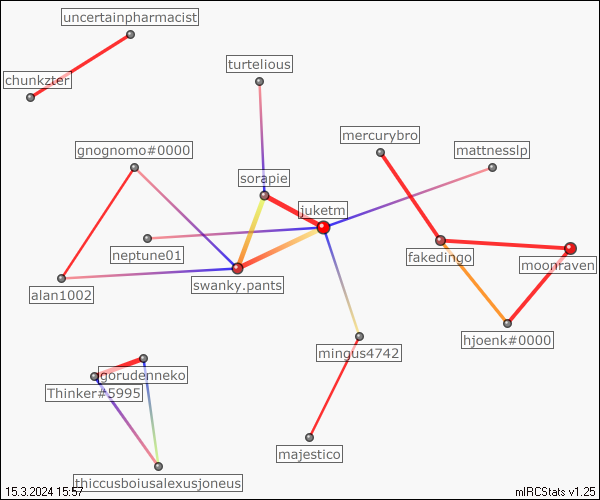 uncertainpharmacist
chunkzter
turtelious
mercurybro
gnognomo#0000
mattnesslp
sorapie
juketm
neptune01
fakedingo
moonraven
swanky.pants
alan1002
hjoenk#0000
mingus4742
gorudenneko
Thinker#5995
majestico
thiccusboiusalexusjoneus
15.3.2024 15:57
mIRCStats v1.25